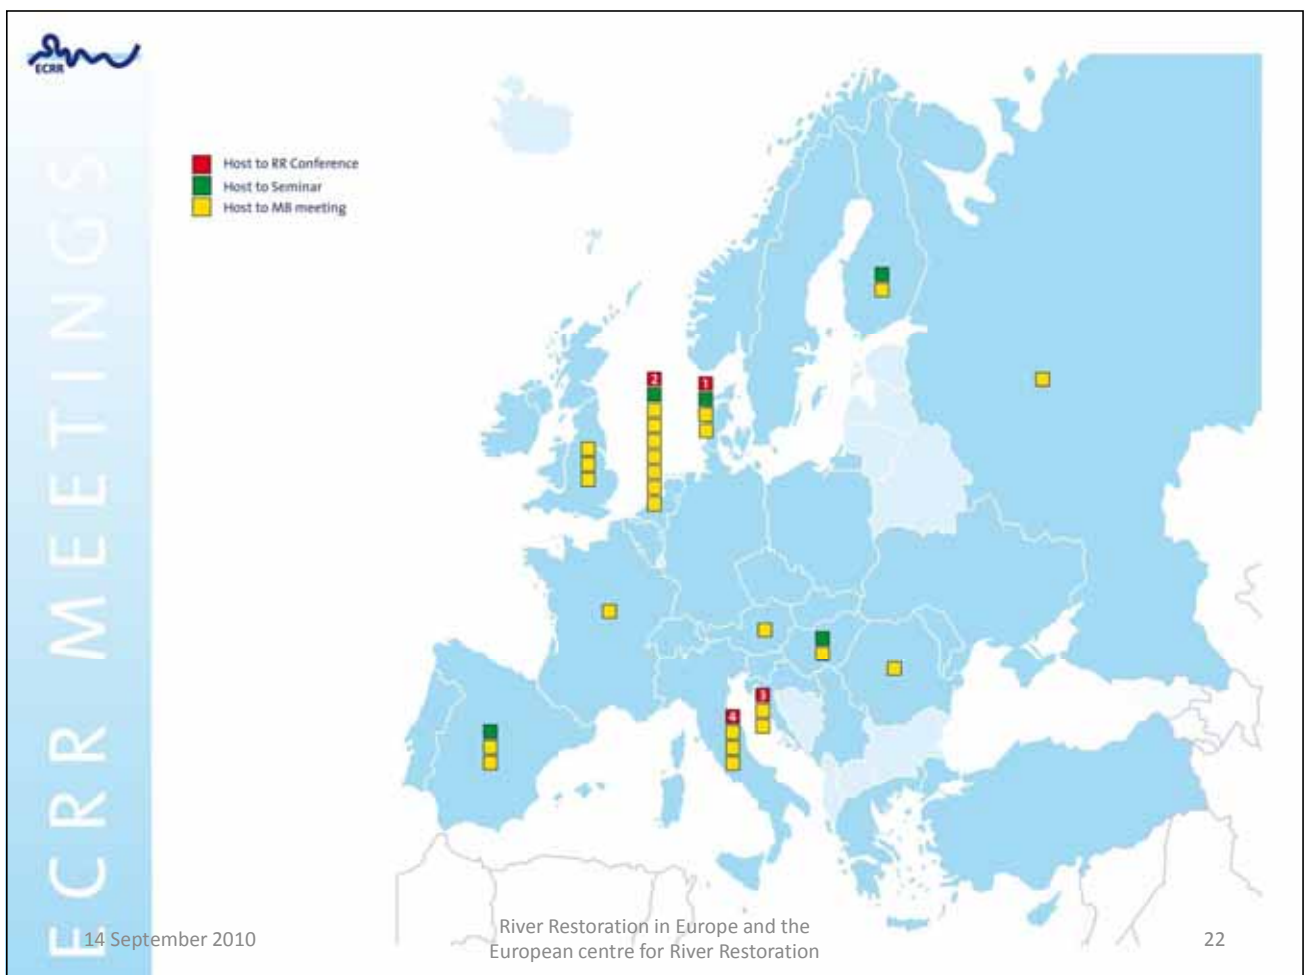 ECRR
ECRR MEETINGS
Host to RR Conference
Host to Seminar
Host to MB meeting
2
1
3
4
14 September 2010
River Restoration in Europe and the
European centre for River Restoration
22